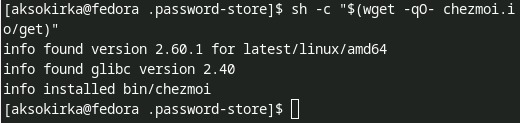 [aksokirka@fedora .password-store]$ sh -c "$(wget -qO- chezmoi.i
o/get)"
info found version 2.60.1 for latest/linux/amd64
info found glibc version 2.40
info installed bin/chezmoi
[aksokirka@fedora .password-store]$